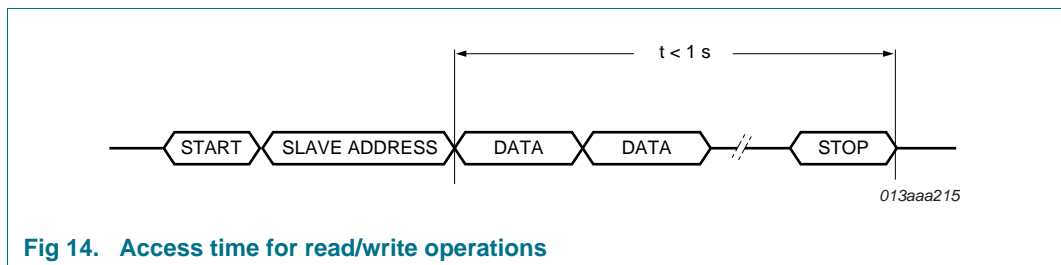 t < 1 s
START SLAVE ADDRESS DATA DATA STOP
013aaa215
Fig 14. Access time for read/write operations